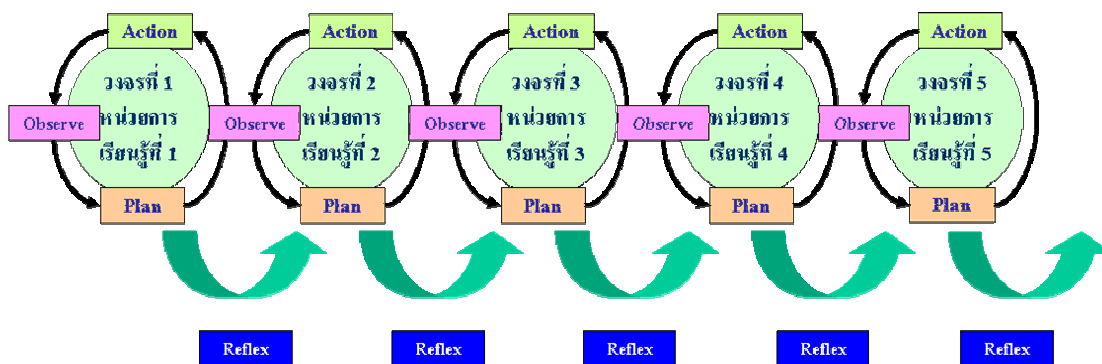 Action Action Action Action Action
วงจรที่ 1 วงจรที่ 2 วงจรที่ 3 วงจรที่ 4 วงจรที่ 5
Observe หน่วยการ Observe หน่วยการ Observe หน่วยการ Observe หน่วยการ Observe หน่วยการ
เรียนรู้ที่ 1 เรียนรู้ที่ 2 เรียนรู้ที่ 3 เรียนรู้ที่ 4 เรียนรู้ที่ 5
Plan Plan Plan Plan Plan
Reflex Reflex Reflex Reflex Reflex